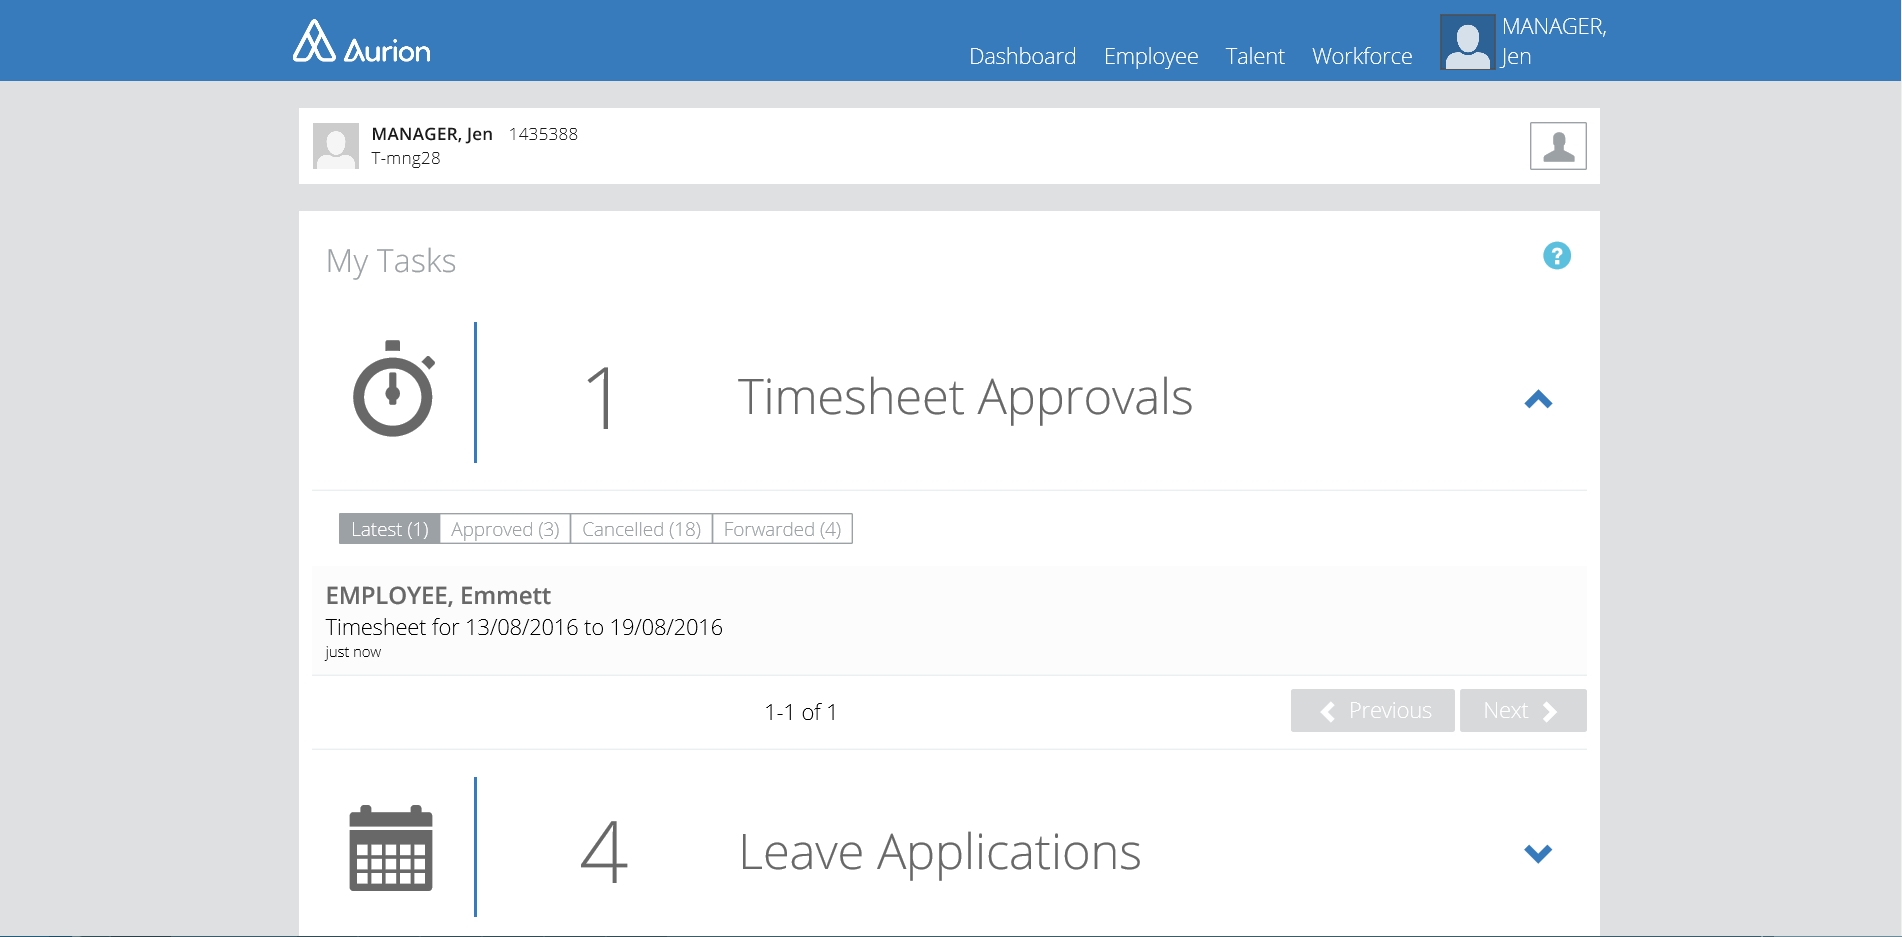 Aurion
Dashboard Employee Talent Workforce
MANAGER,
Jen
MANAGER, Jen 1435388
T-mng28
My Tasks
?
1 Timesheet Approvals
Latest (1) Approved (3) Cancelled (18) Forwarded (4)
EMPLOYEE, Emmett
Timesheet for 13/08/2016 to 19/08/2016
just now
1-1 of 1
Previous Next
4 Leave Applications